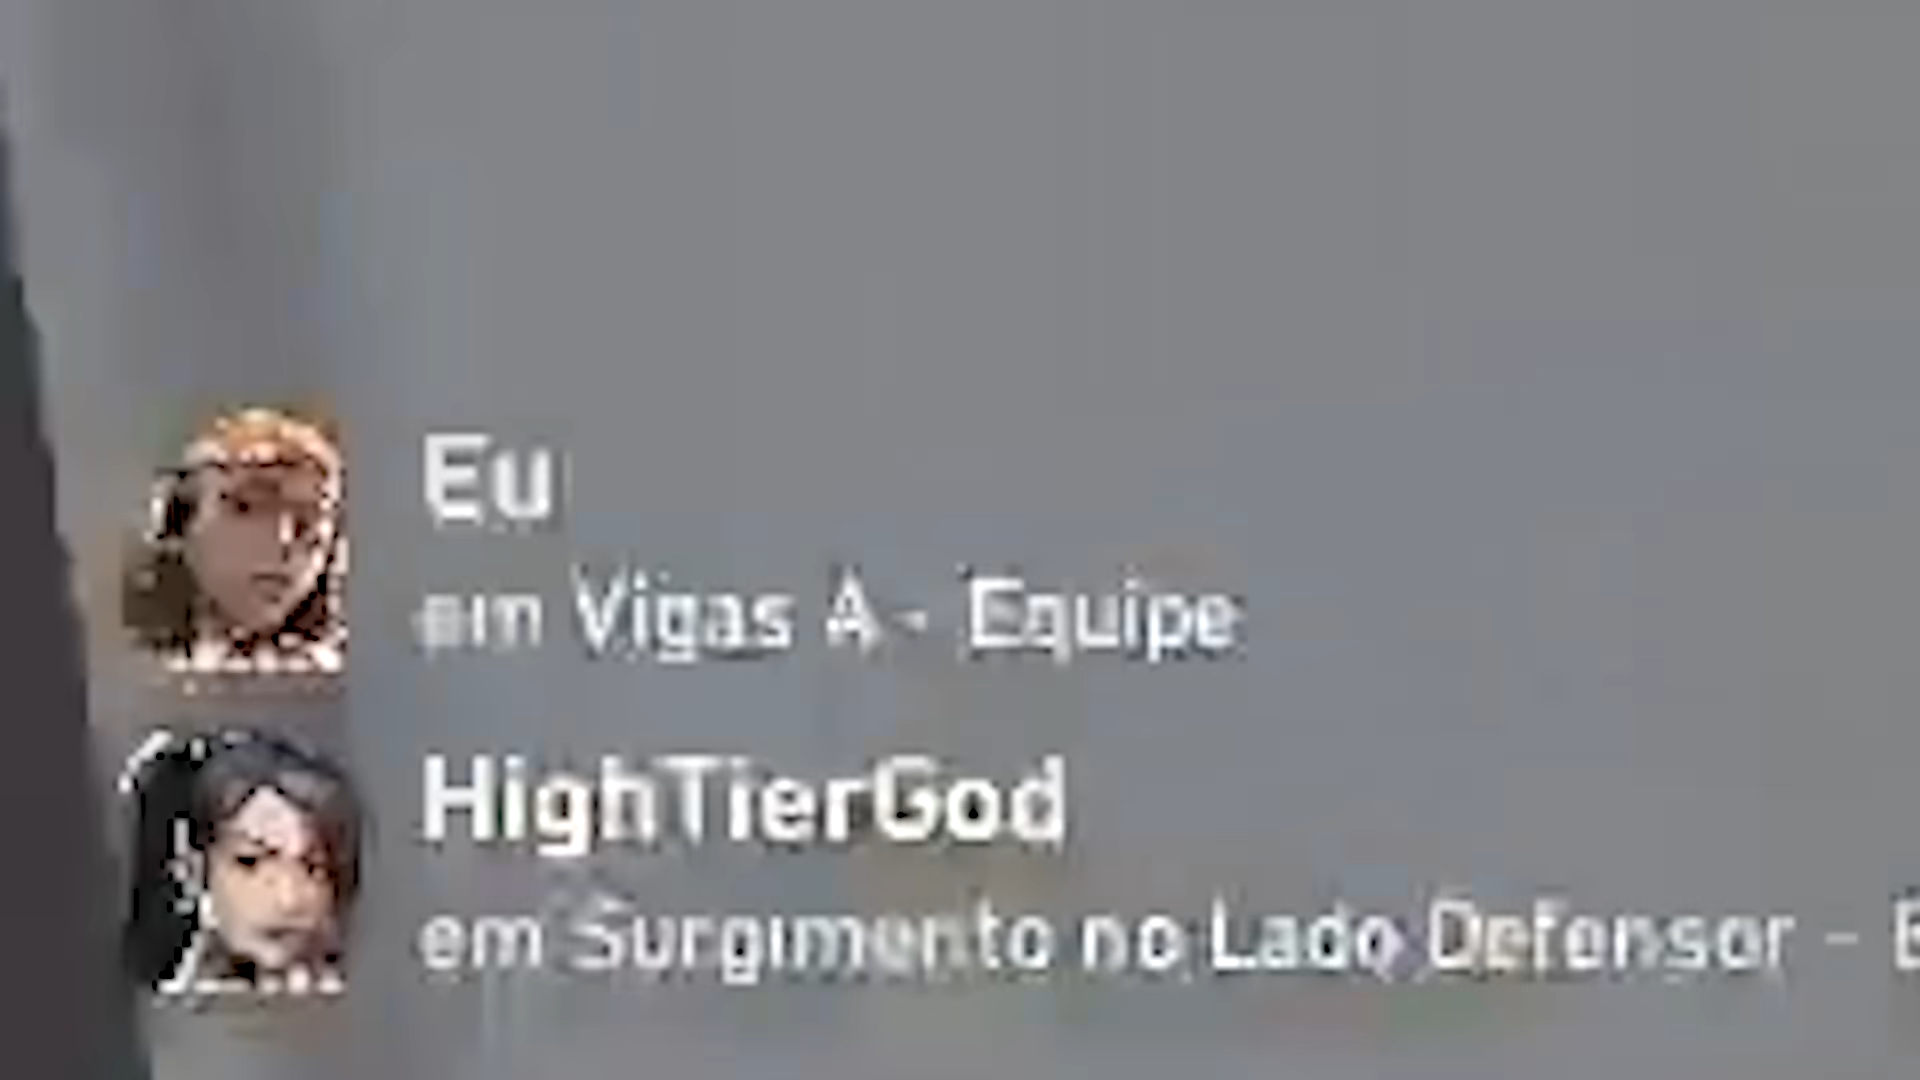 Eu
em Vigas A - Equipe
HighTierGod
em Surgimento no Lado Defensor -